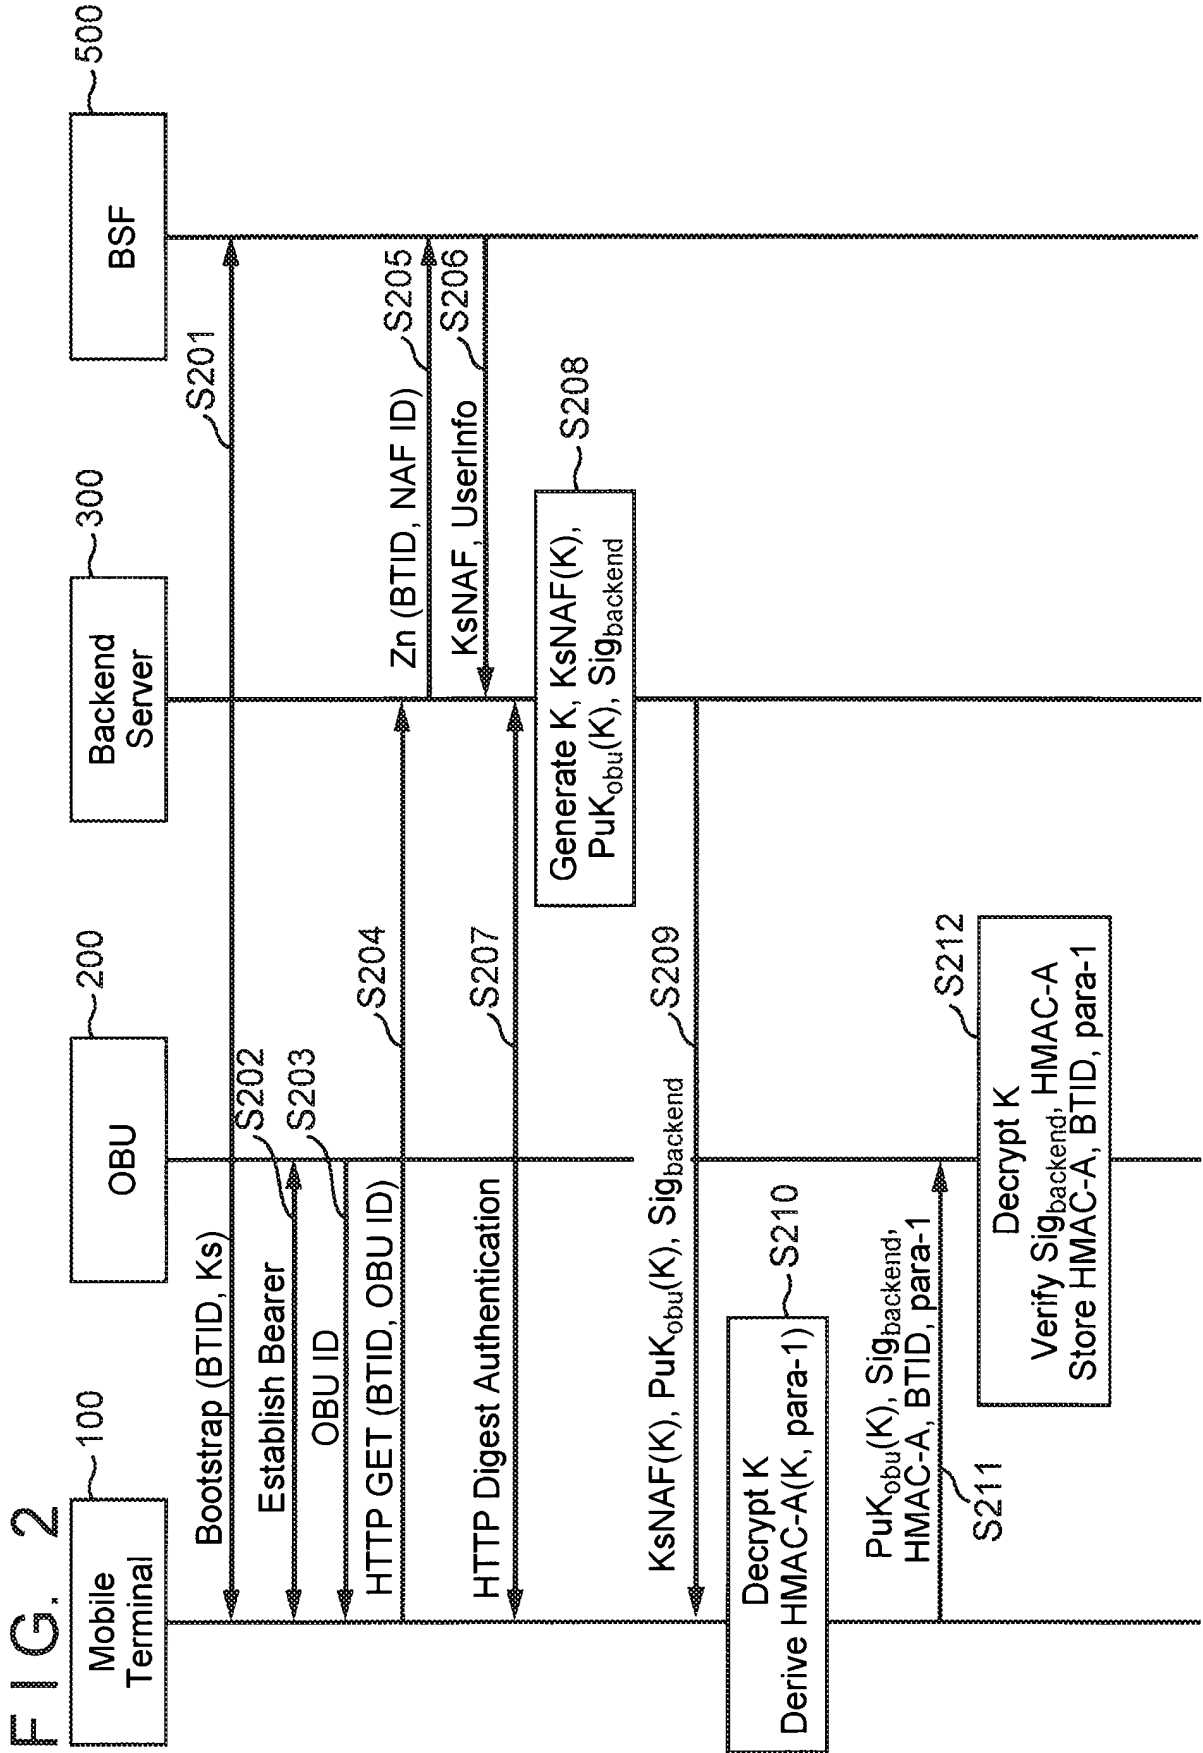 FIG. 2
Mobile
Terminal
100
OBU
200
Backend
Server
300
BSF
500
Bootstrap (BTID, Ks)
S201
Establish Bearer
S202
OBU ID
S203
HTTP GET (BTID, OBU ID)
S204
Zn (BTID, NAF ID)
S205
KsNAF, UserInfo
S206
HTTP Digest Authentication
S207
Generate K, KsNAF(K),
PuKobu(K), Sigbackend
S208
KsNAF(K), PuKobu(K), Sigbackend
S209
Decrypt K
Derive HMAC-A(K, para-1)
S210
PuKobu(K), Sigbackend,
HMAC-A, BTID, para-1
S211
Decrypt K
Verify Sigbackend, HMAC-A
Store HMAC-A, BTID, para-1
S212